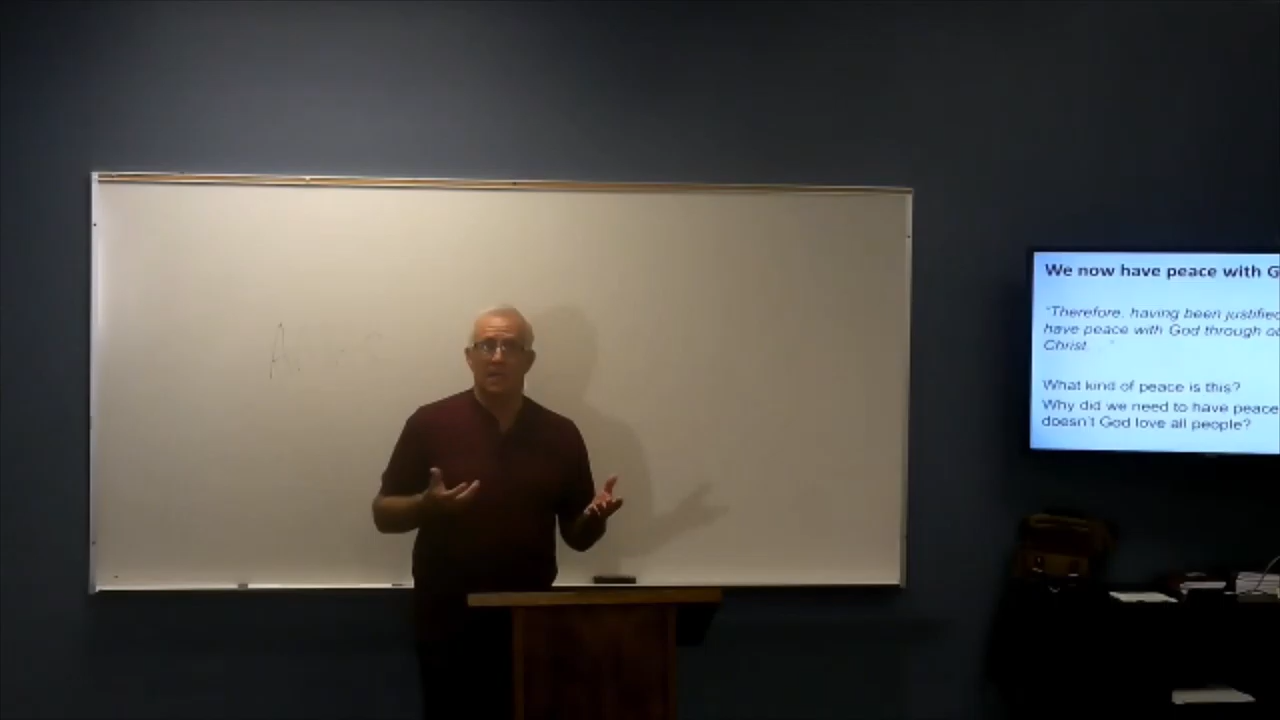 A
We now have peace with G
"Therefore, having been justified
have peace with God through
Christ. . ."
What kind of peace is this?
Why did we need to have peace
doesn't God love all people?